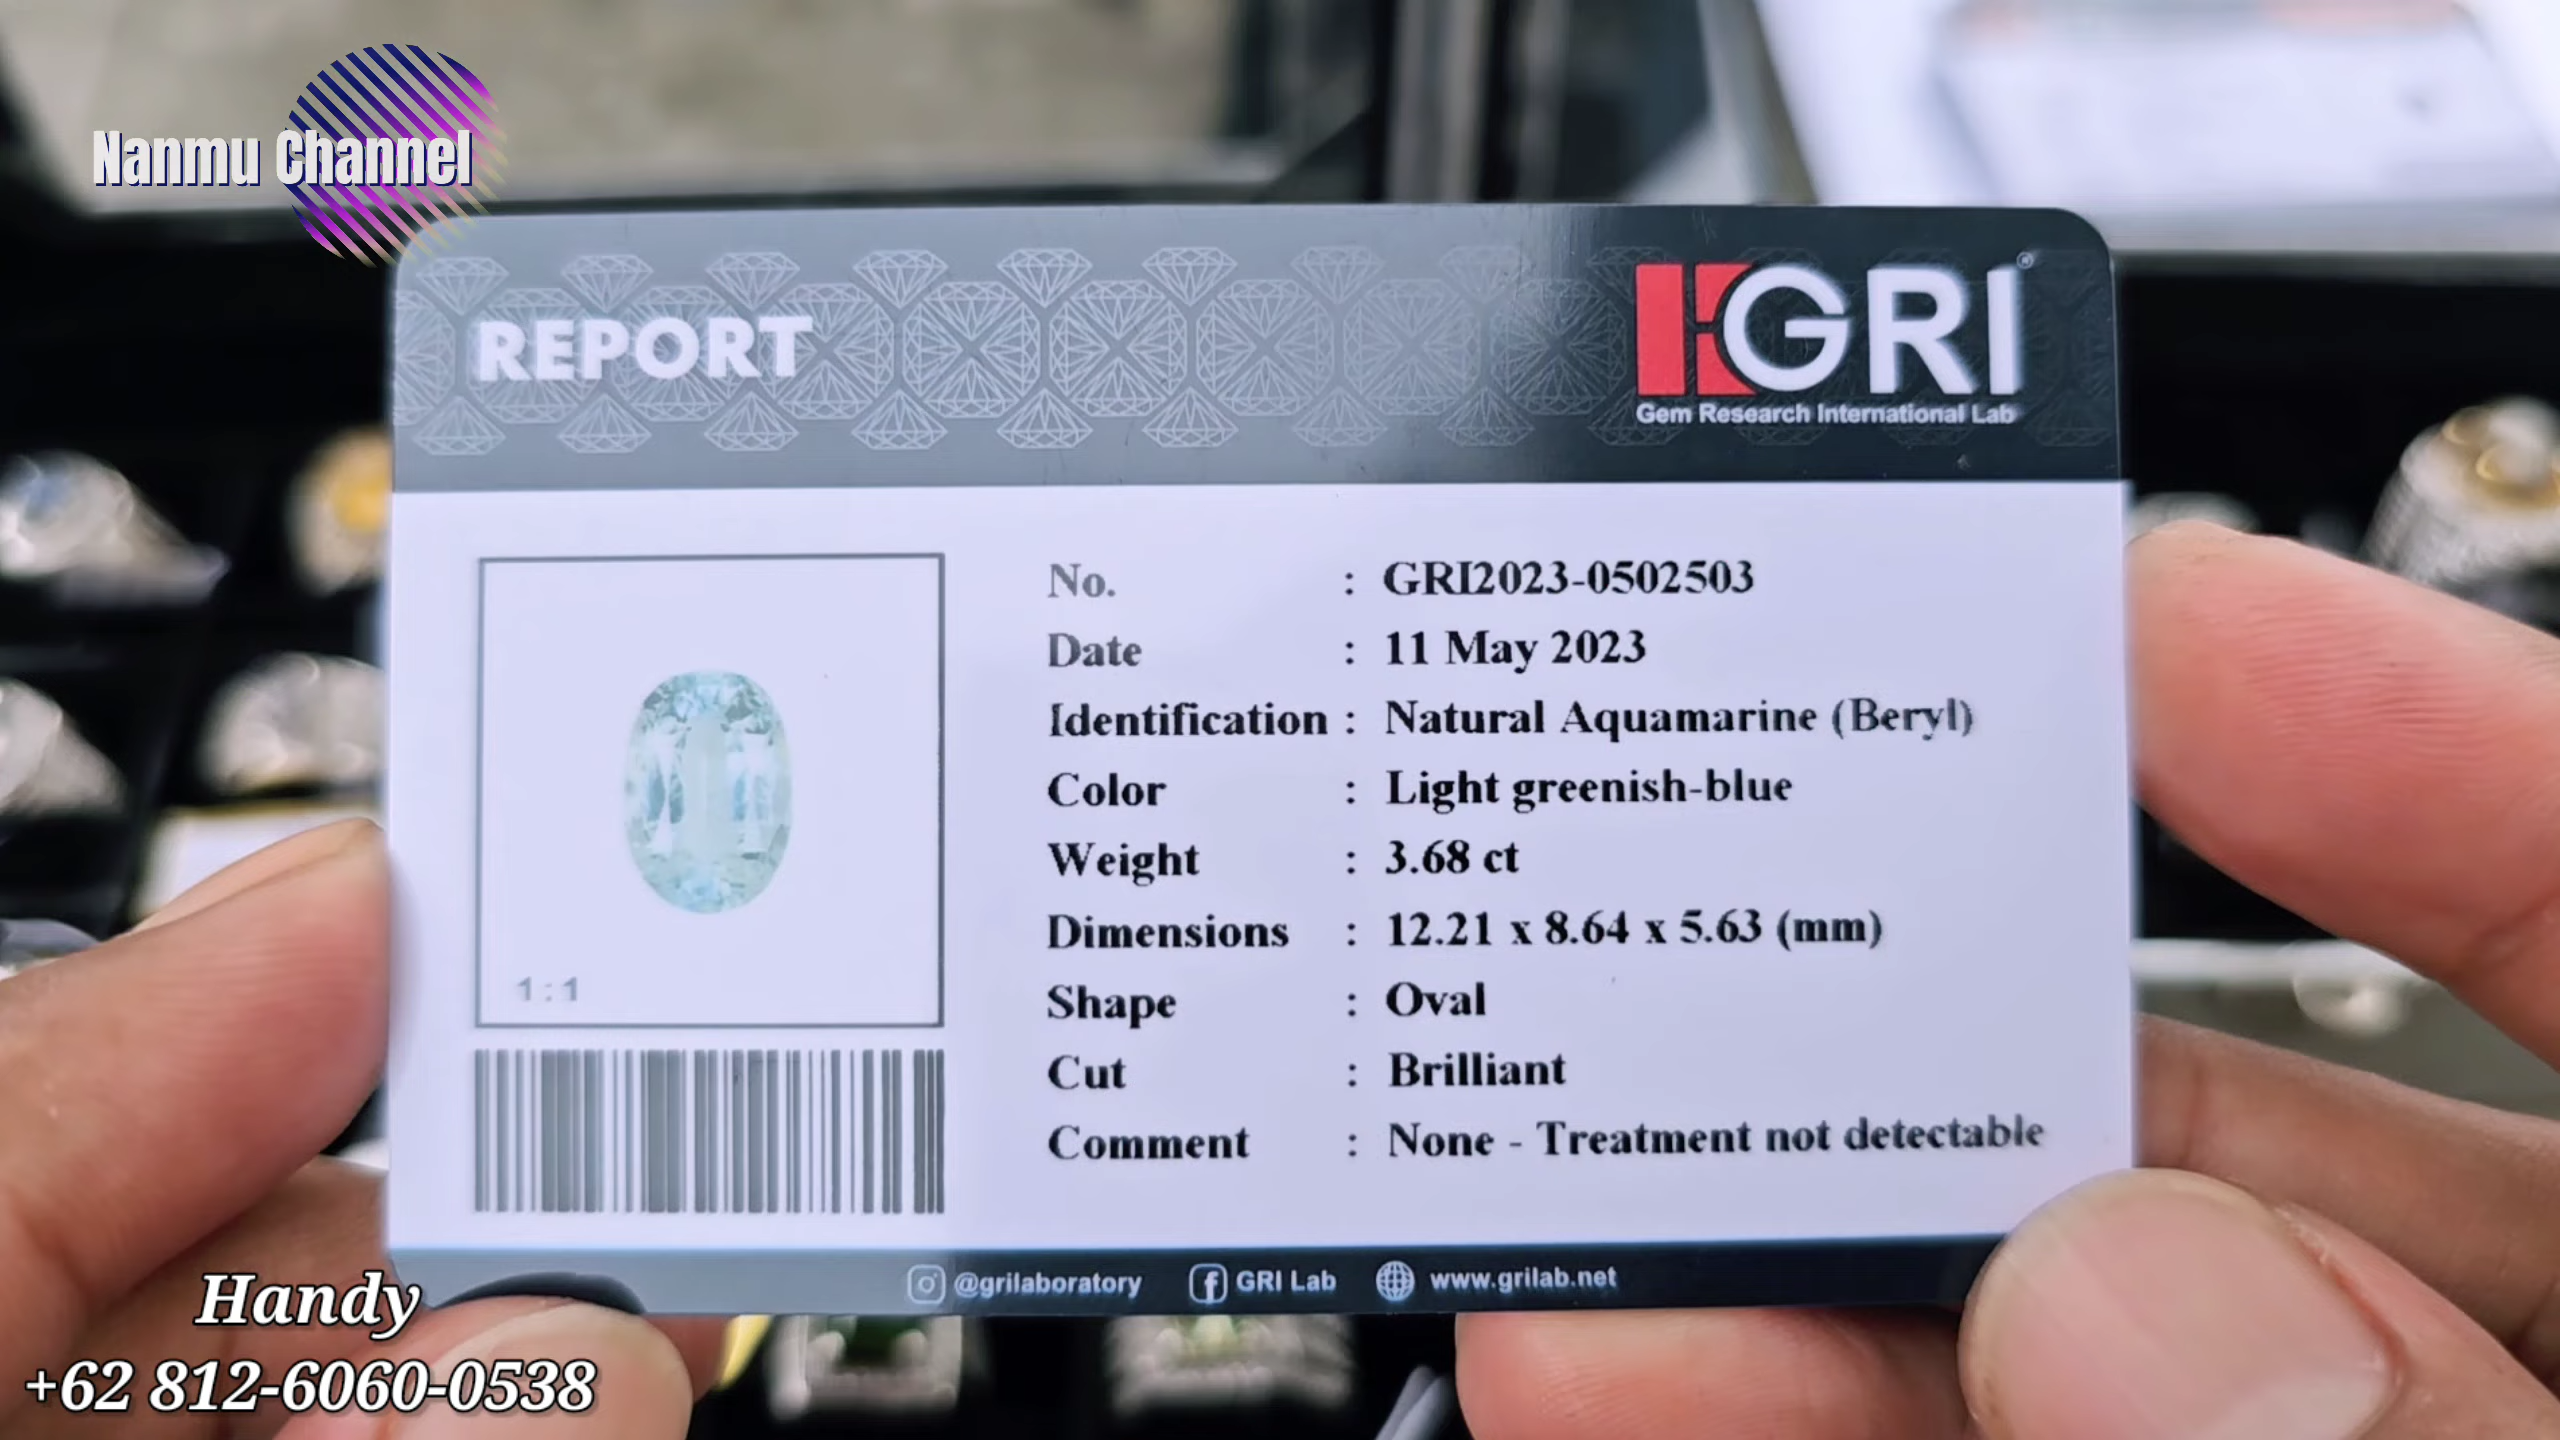 Nanmu Channel
REPORT
GRI®
Gem Research International Lab
No. : GRI2023-0502503
Date : 11 May 2023
Identification : Natural Aquamarine (Beryl)
Color : Light greenish-blue
Weight : 3.68 ct
Dimensions : 12.21 x 8.64 x 5.63 (mm)
Shape : Oval
Cut : Brilliant
Comment : None - Treatment not detectable
1 : 1
@grilaboratory GRI Lab www.grilab.net
Handy
+62 812-6060-0538